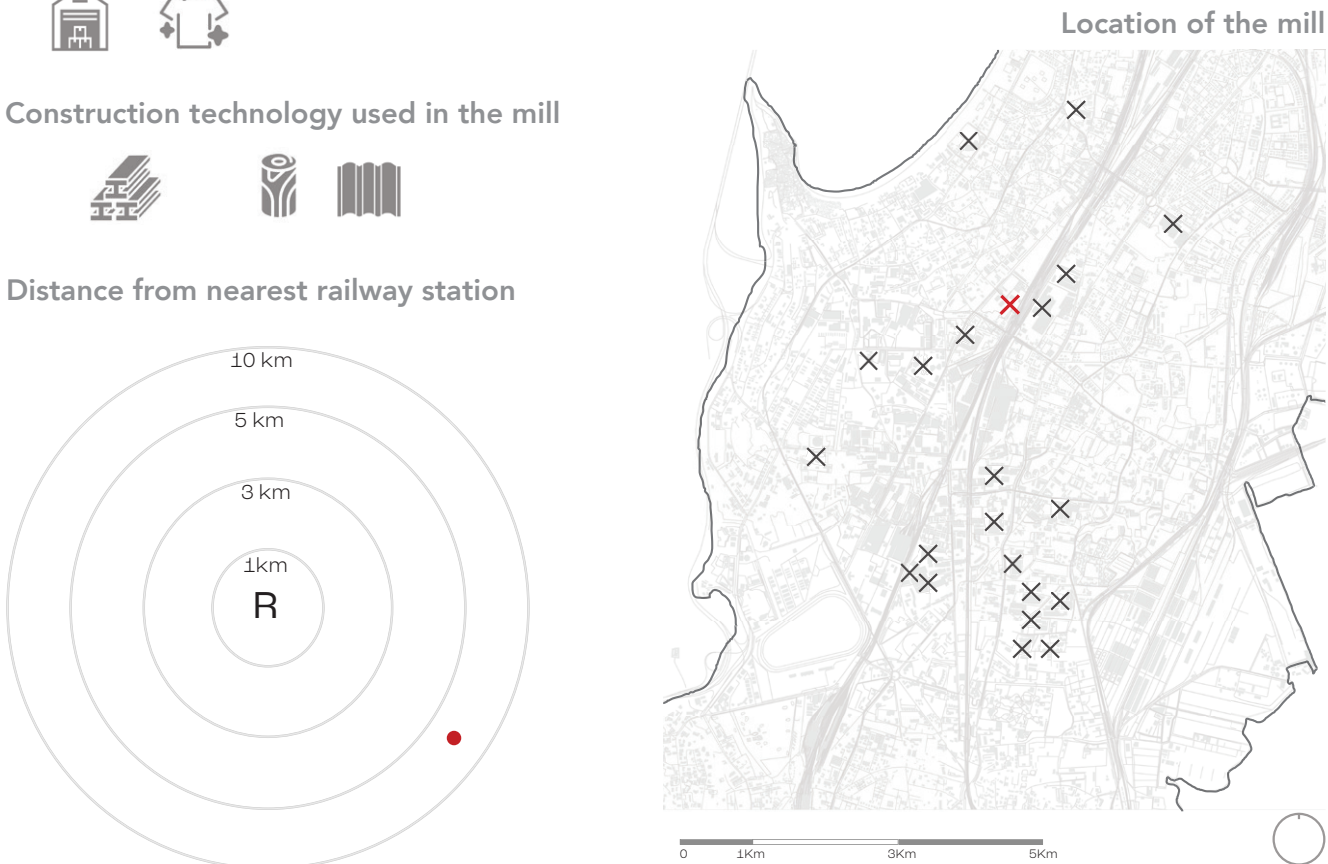 Location of the mill
Construction technology used in the mill
Distance from nearest railway station
10 km
5 km
3 km
1km
R
0 1Km 3Km 5Km